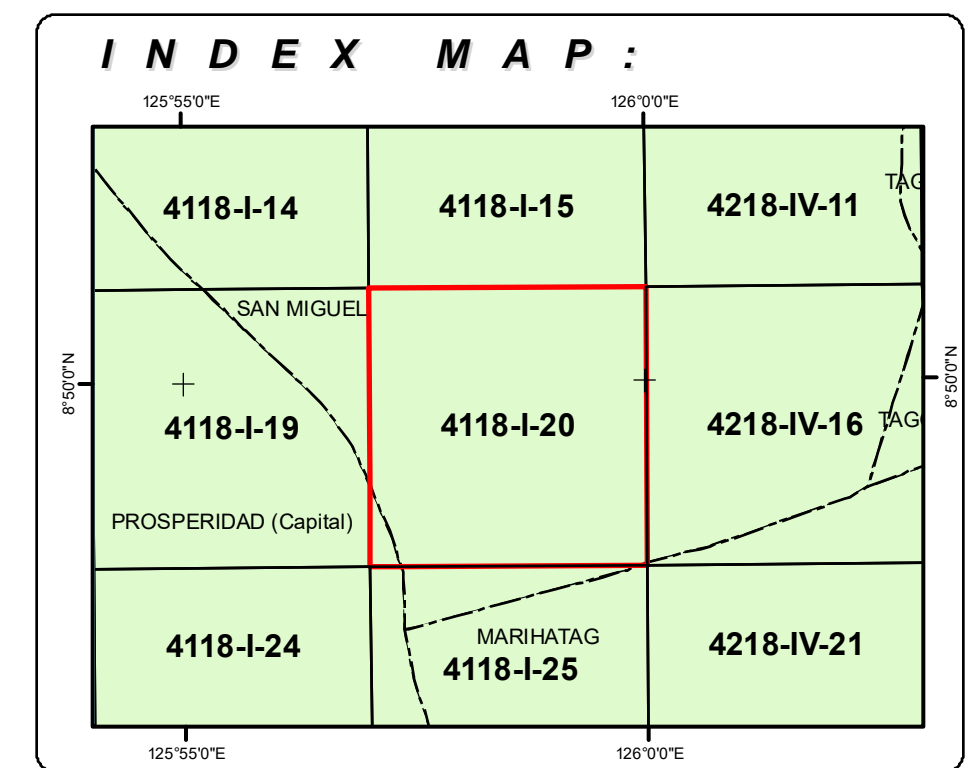 INDEX MAP:
125°55'0"E 126°0'0"E
4118-I-14 4118-I-15 4218-IV-11
TAG
SAN MIGUEL
8°50'0"N 8°50'0"N
4118-I-19 4118-I-20 4218-IV-16 TAG
PROSPERIDAD (Capital)
MARIHATAG
4118-I-24 4118-I-25 4218-IV-21
125°55'0"E 126°0'0"E